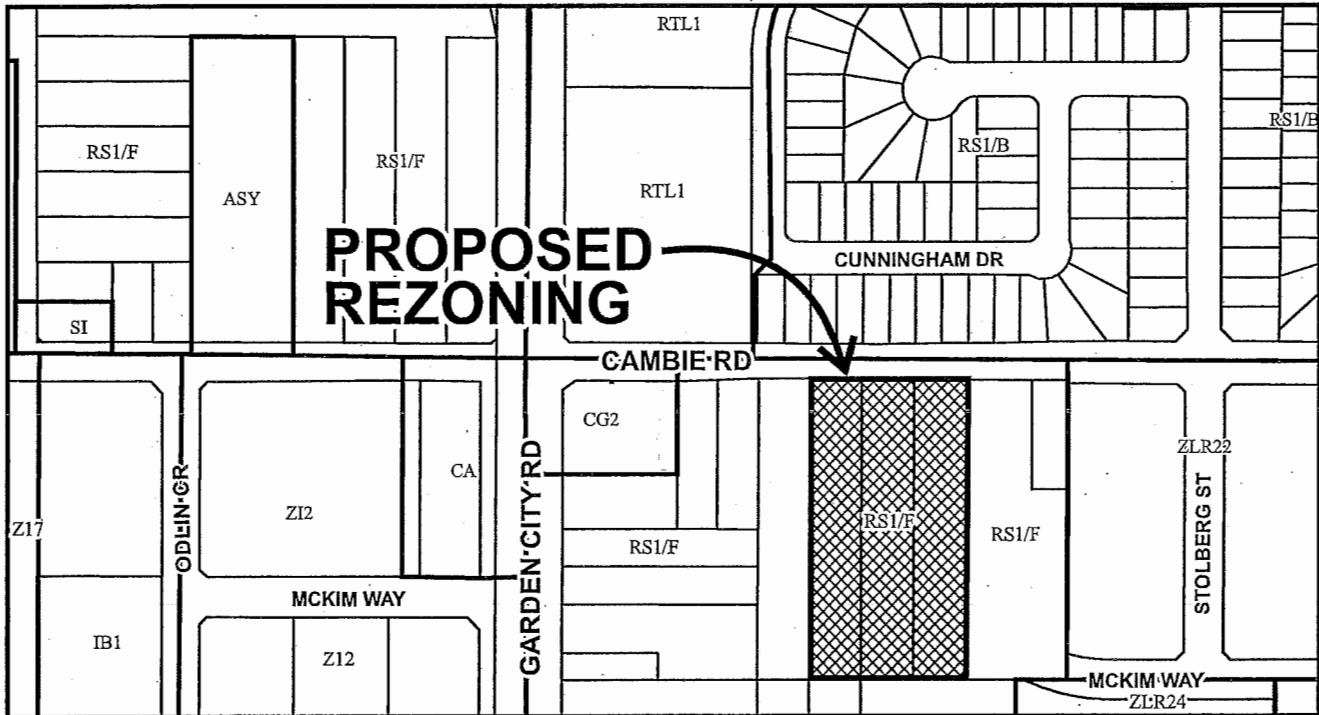 RTL1
RS1/F
ASY
RS1/F
RTL1
RS1/B
RS1/B
PROPOSED
REZONING
CUNNINGHAM DR
SI
CAMBIE RD
CG2
CA
ZLR22
Z17
ODLIN CR
ZI2
GARDEN CITY RD
RS1/F
RS1/F
RS1/F
STOLBERG ST
MCKIM WAY
IB1
Z12
MCKIM WAY
ZLR24